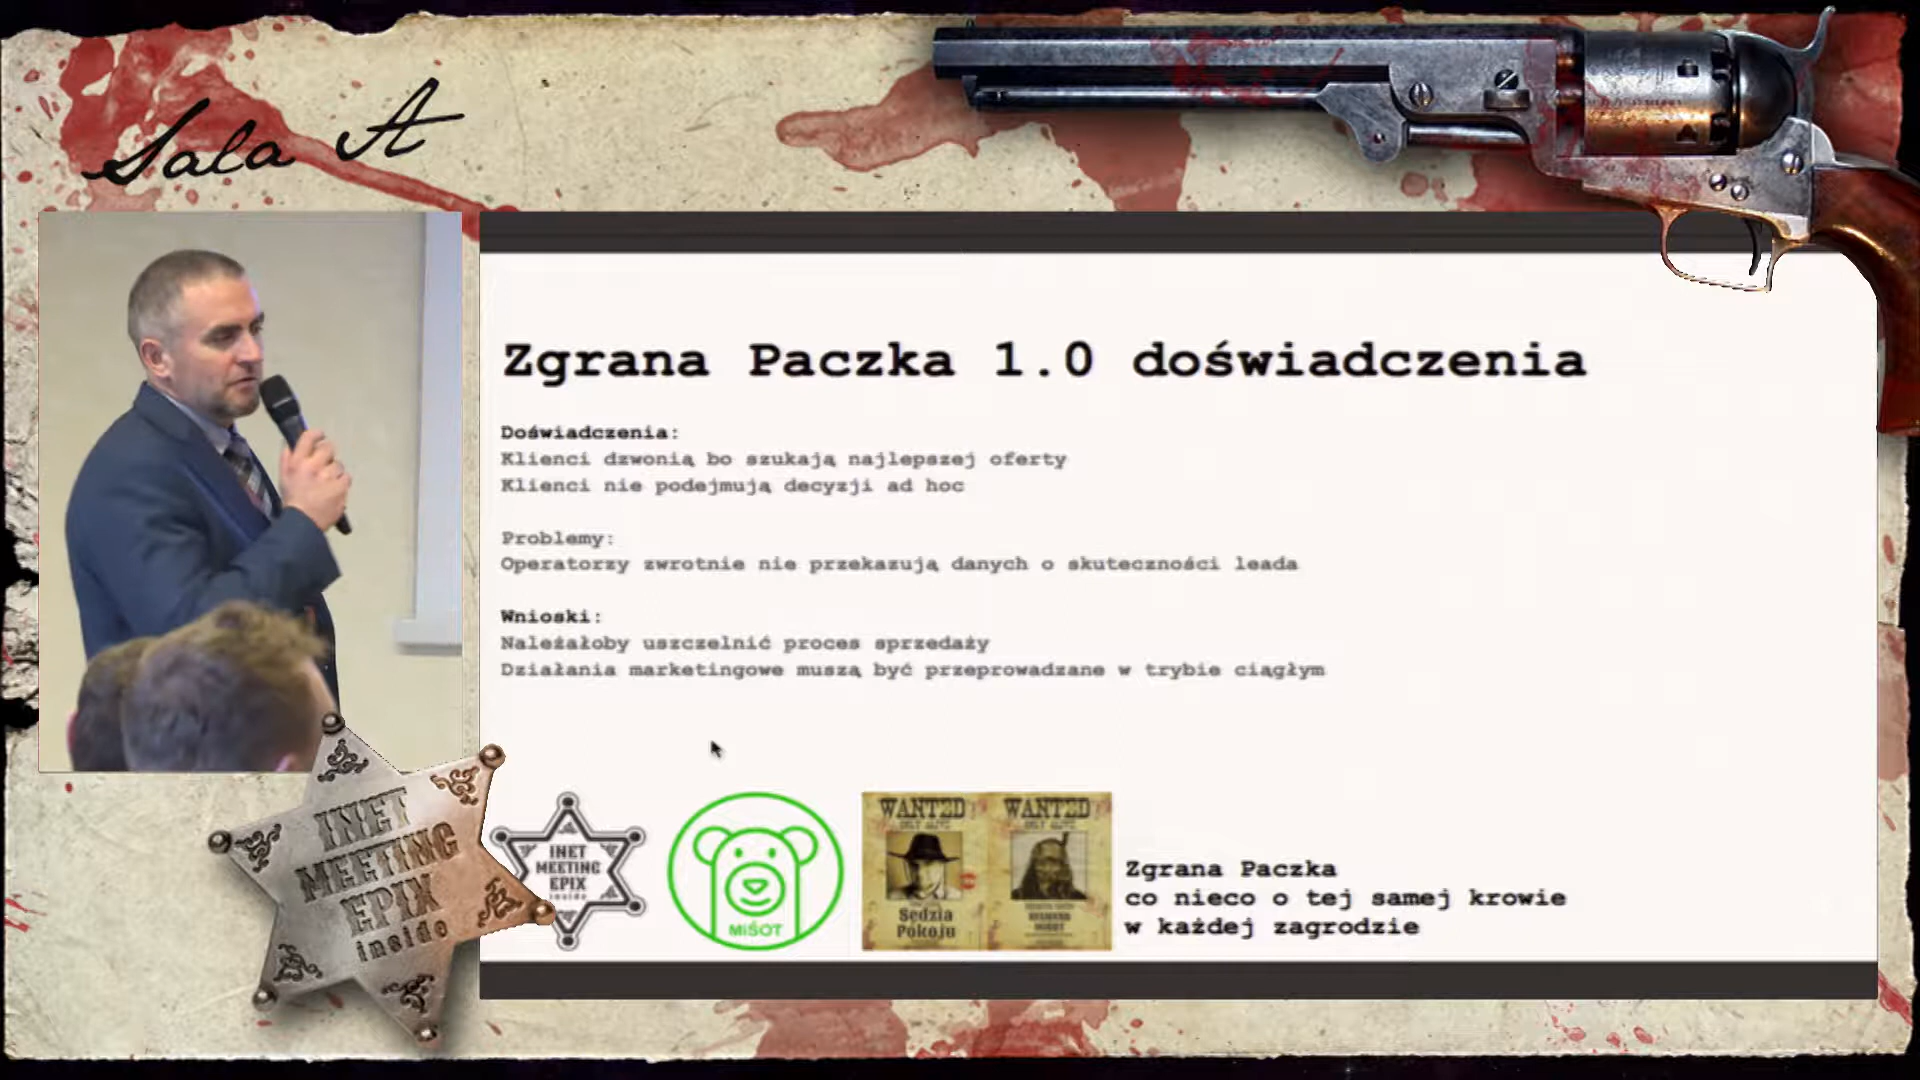 Sala A
Zgrana Paczka 1.0 doświadczenia
Doświadczenia:
Klienci dzwonią bo szukają najlepszej oferty
Klienci nie podejmują decyzji ad hoc
Problemy:
Operatorzy zwrotnie nie przekazują danych o skuteczności leada
Wnioski:
Należałoby uszczelnić proces sprzedaży
Działania marketingowe muszą być przeprowadzane w trybie ciągłym
INET
MEETING
EPIX
inside
INET
MEETING
EPIX
inside
MiŚOT
WANTED
Sędzia
Pokoju
WANTED
Zgrana Paczka
co nieco o tej samej krowie
w każdej zagrodzie